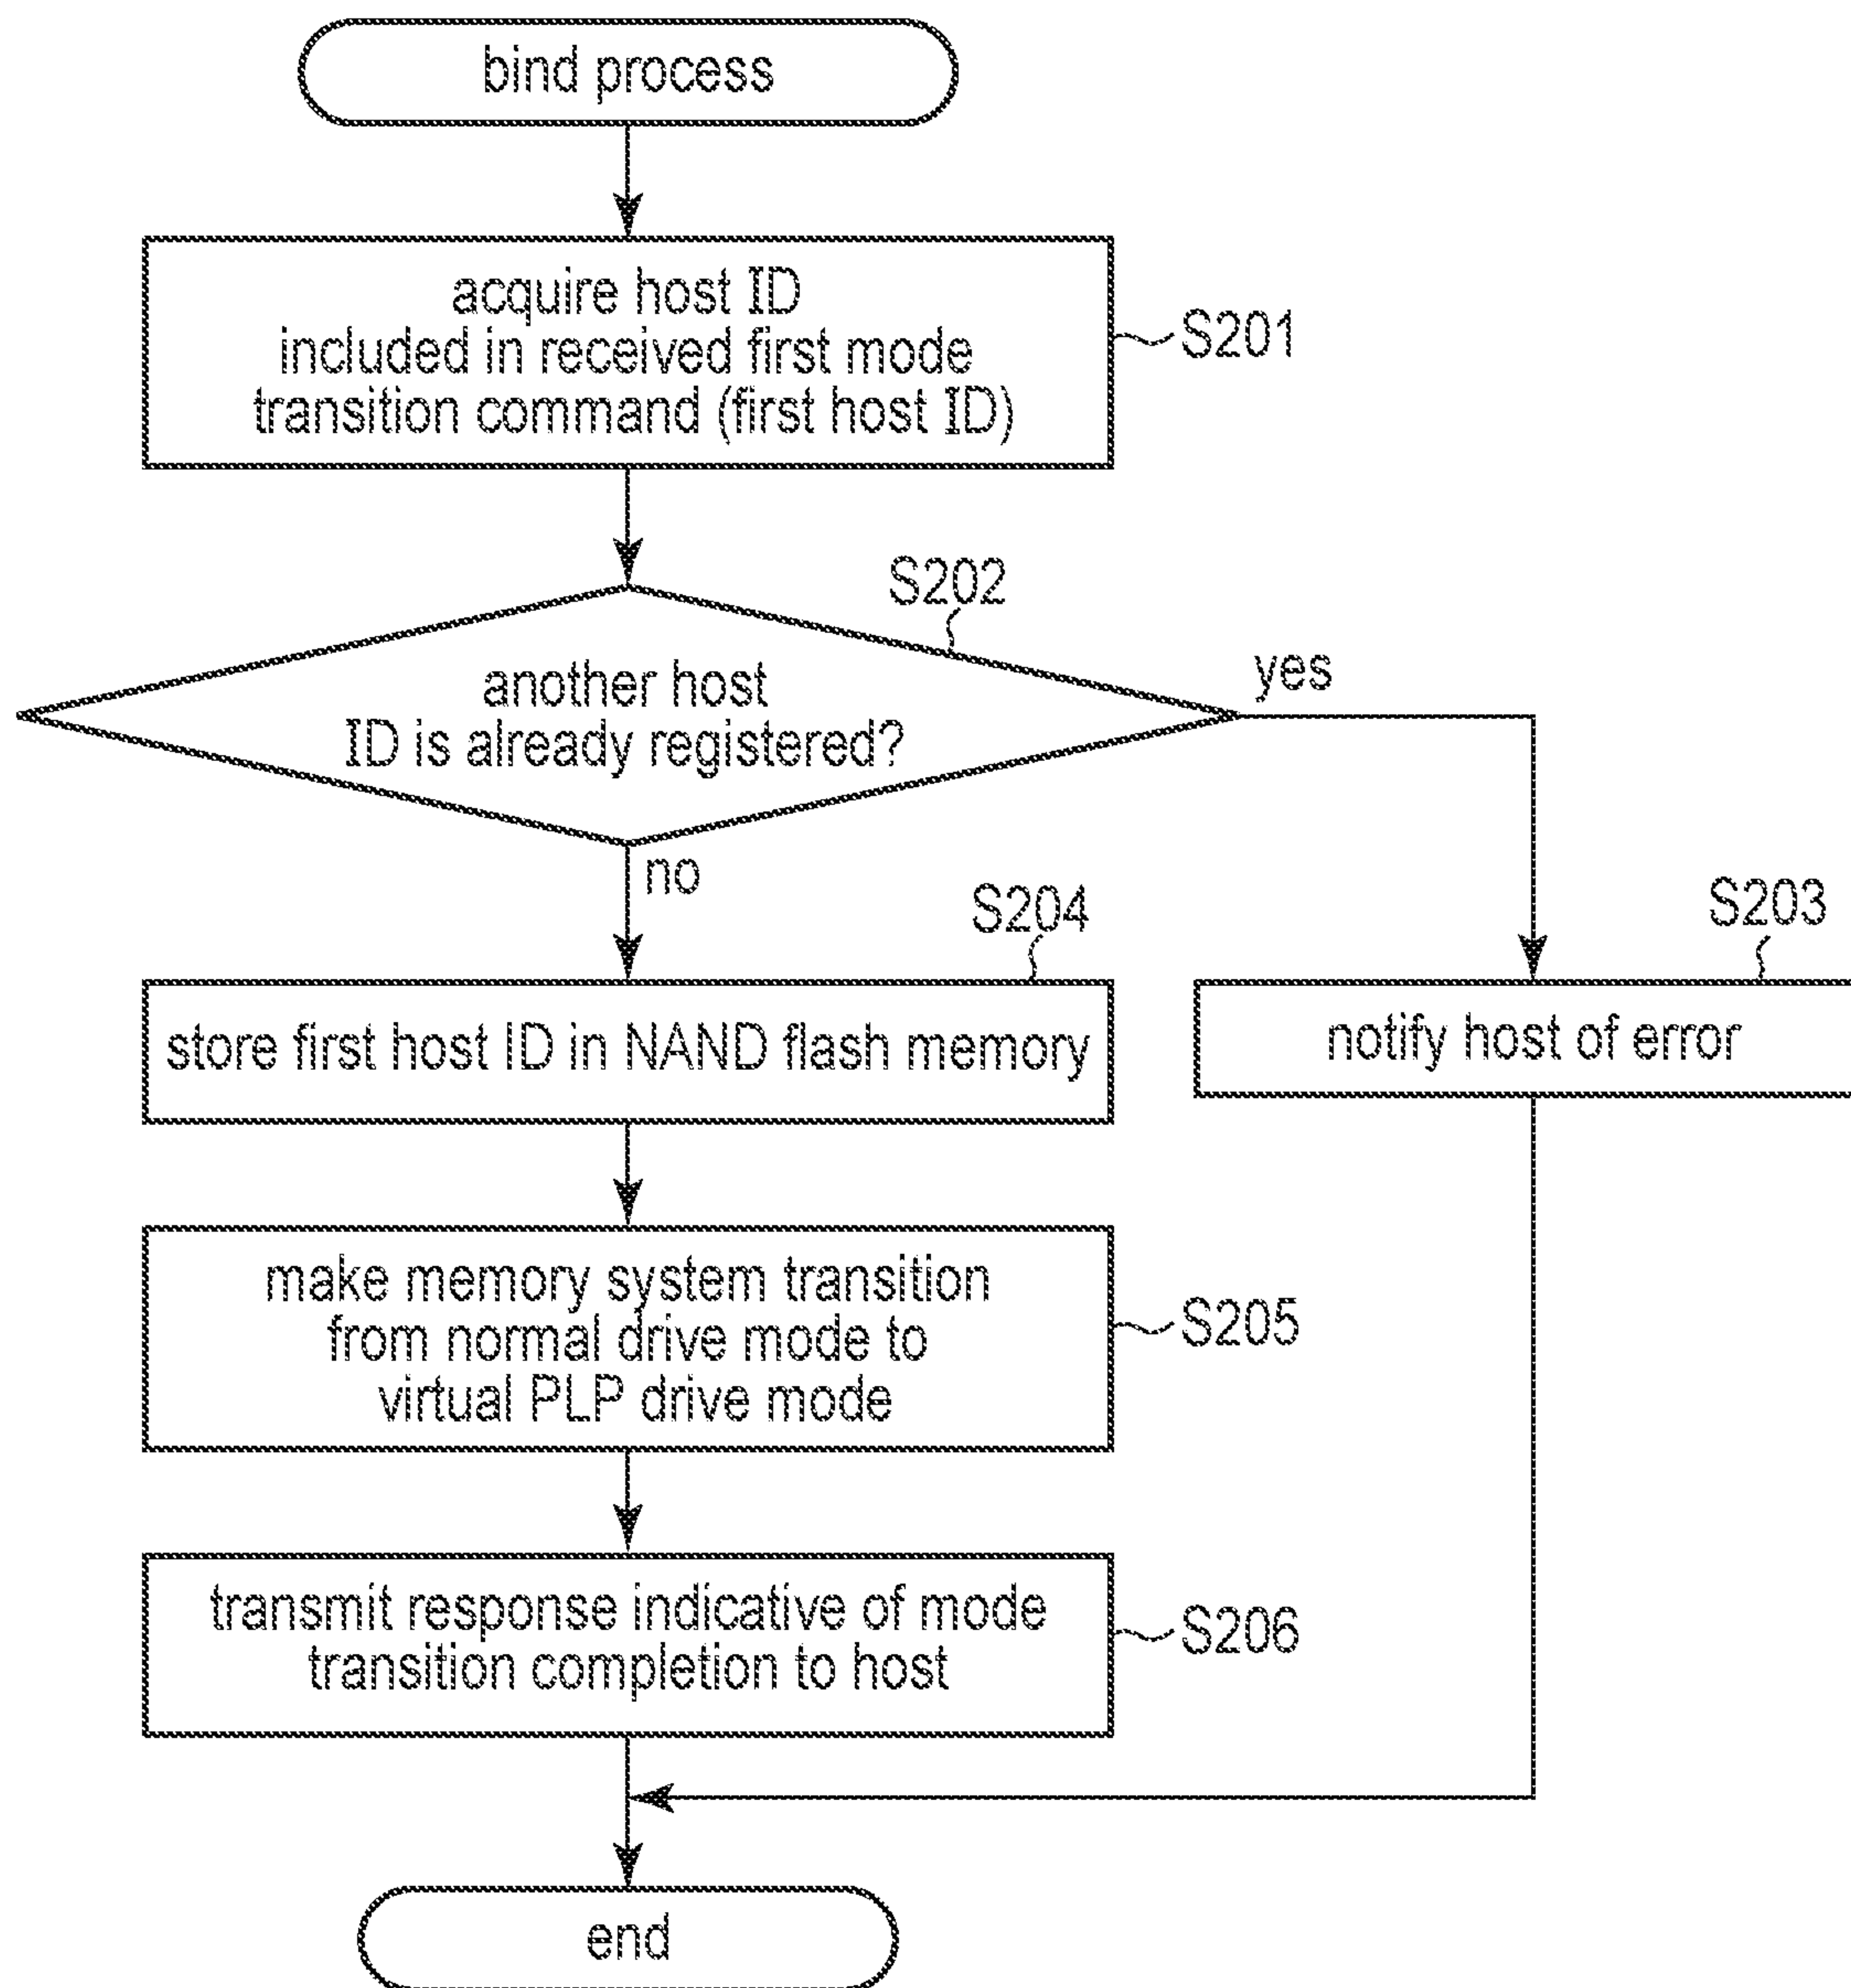 bind process
acquire host ID
included in received first mode
transition command (first host ID)
S201
S202
another host
ID is already registered?
yes
no
S204
S203
store first host ID in NAND flash memory
notify host of error
make memory system transition
from normal drive mode to
virtual PLP drive mode
S205
transmit response indicative of mode
transition completion to host
S206
end